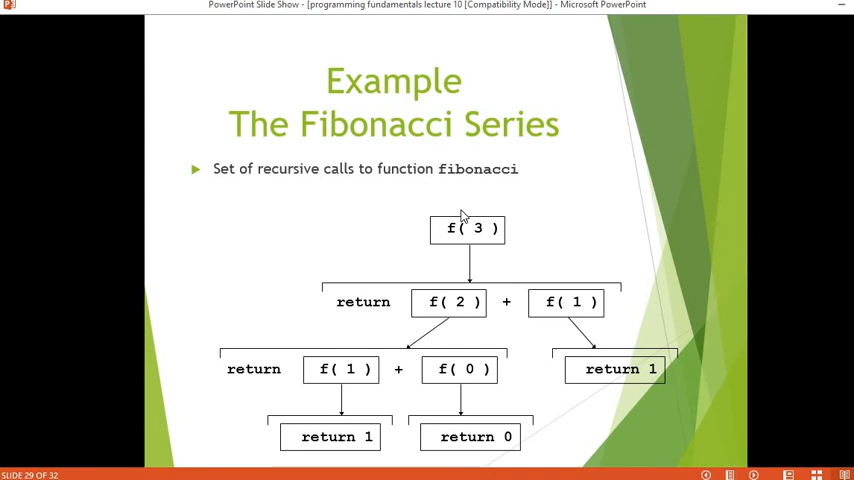 PowerPoint Slide Show - [programming fundamentals lecture 10 [Compatibility Mode]] - Microsoft PowerPoint
Example
The Fibonacci Series
Set of recursive calls to function fibonacci
f( 3 )
return f( 2 ) + f( 1 )
return f( 1 ) + f( 0 ) return 1
return 1 return 0
SLIDE 29 OF 32